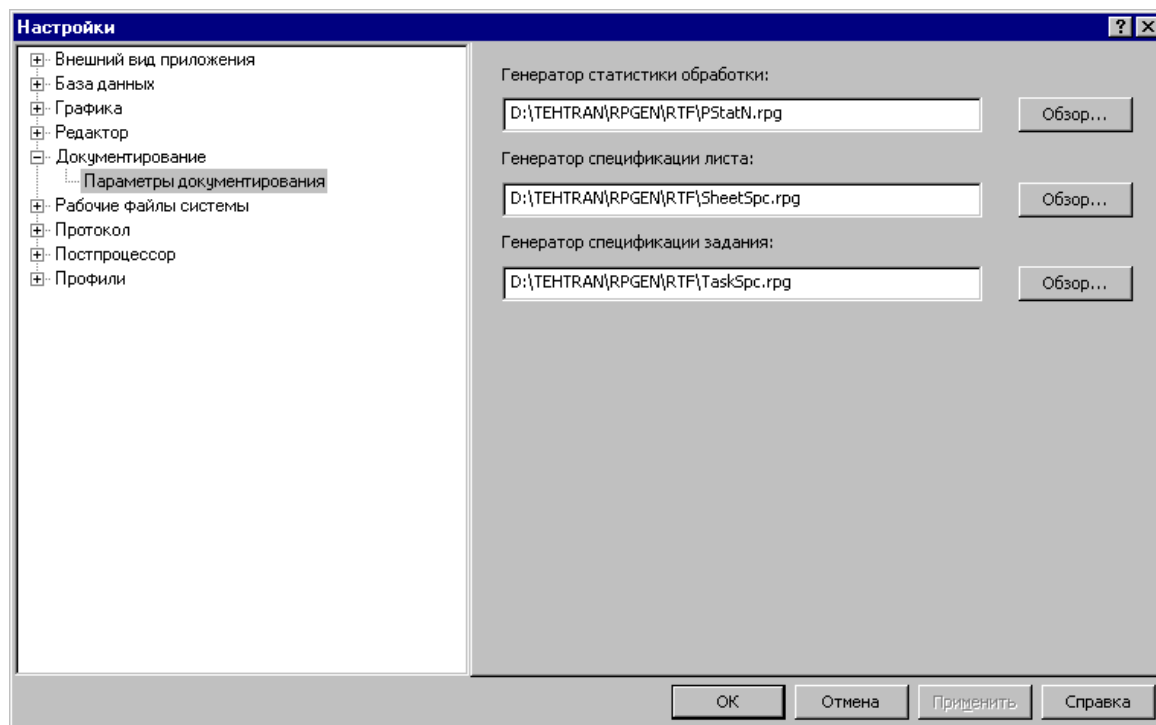 Настройки
Внешний вид приложения
База данных
Графика
Редактор
Документирование
Параметры документирования
Рабочие файлы системы
Протокол
Постпроцессор
Профили
Генератор статистики обработки:
D:\TEHTRAN\RPGEN\RTF\PStatN.rpg
Обзор...
Генератор спецификации листа:
D:\TEHTRAN\RPGEN\RTF\SheetSpc.rpg
Обзор...
Генератор спецификации задания:
D:\TEHTRAN\RPGEN\RTF\TaskSpc.rpg
Обзор...
ОК
Отмена
Применить
Справка